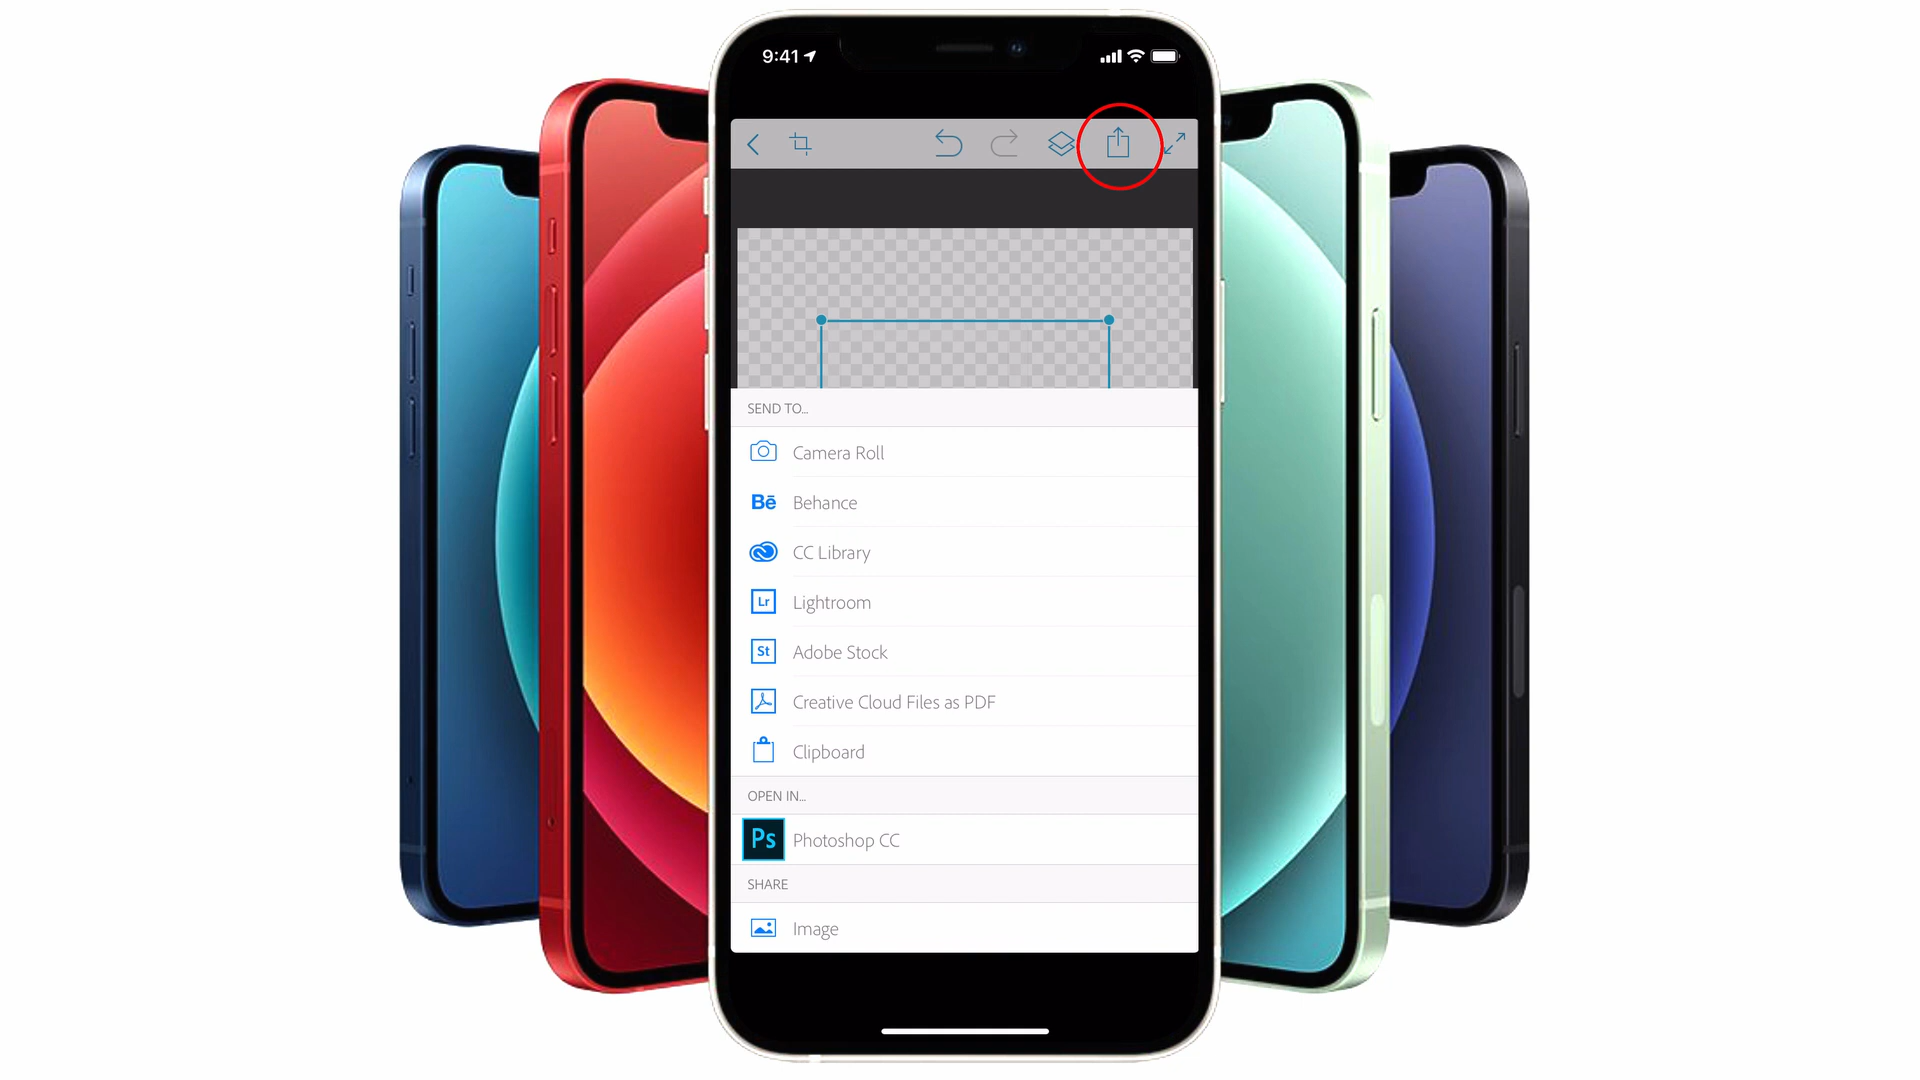 9:41
SEND TO...
Camera Roll
Bē Behance
CC Library
Lr Lightroom
St Adobe Stock
Creative Cloud Files as PDF
Clipboard
OPEN IN...
Ps Photoshop CC
SHARE
Image